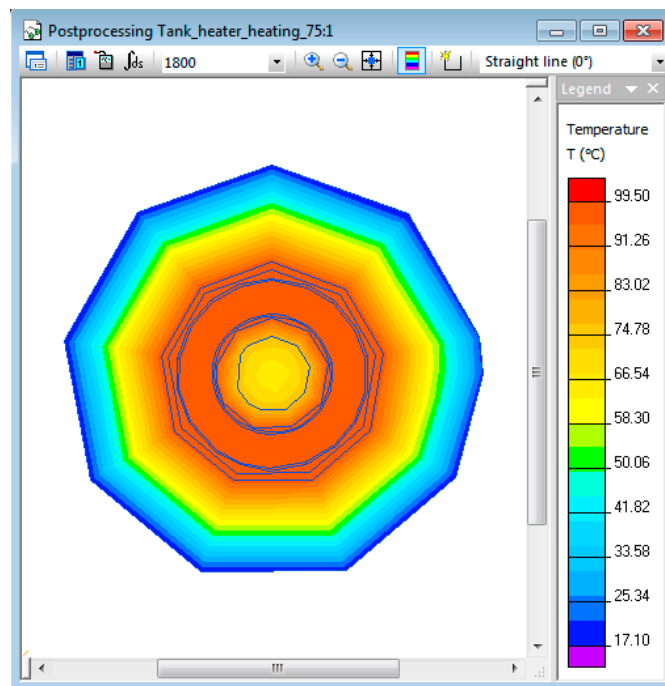 Postprocessing Tank_heater_heating_75:1
∫ds 1800 Straight line (0°)
Legend
Temperature
T (°C)
99.50
91.26
83.02
74.78
66.54
58.30
50.06
41.82
33.58
25.34
17.10